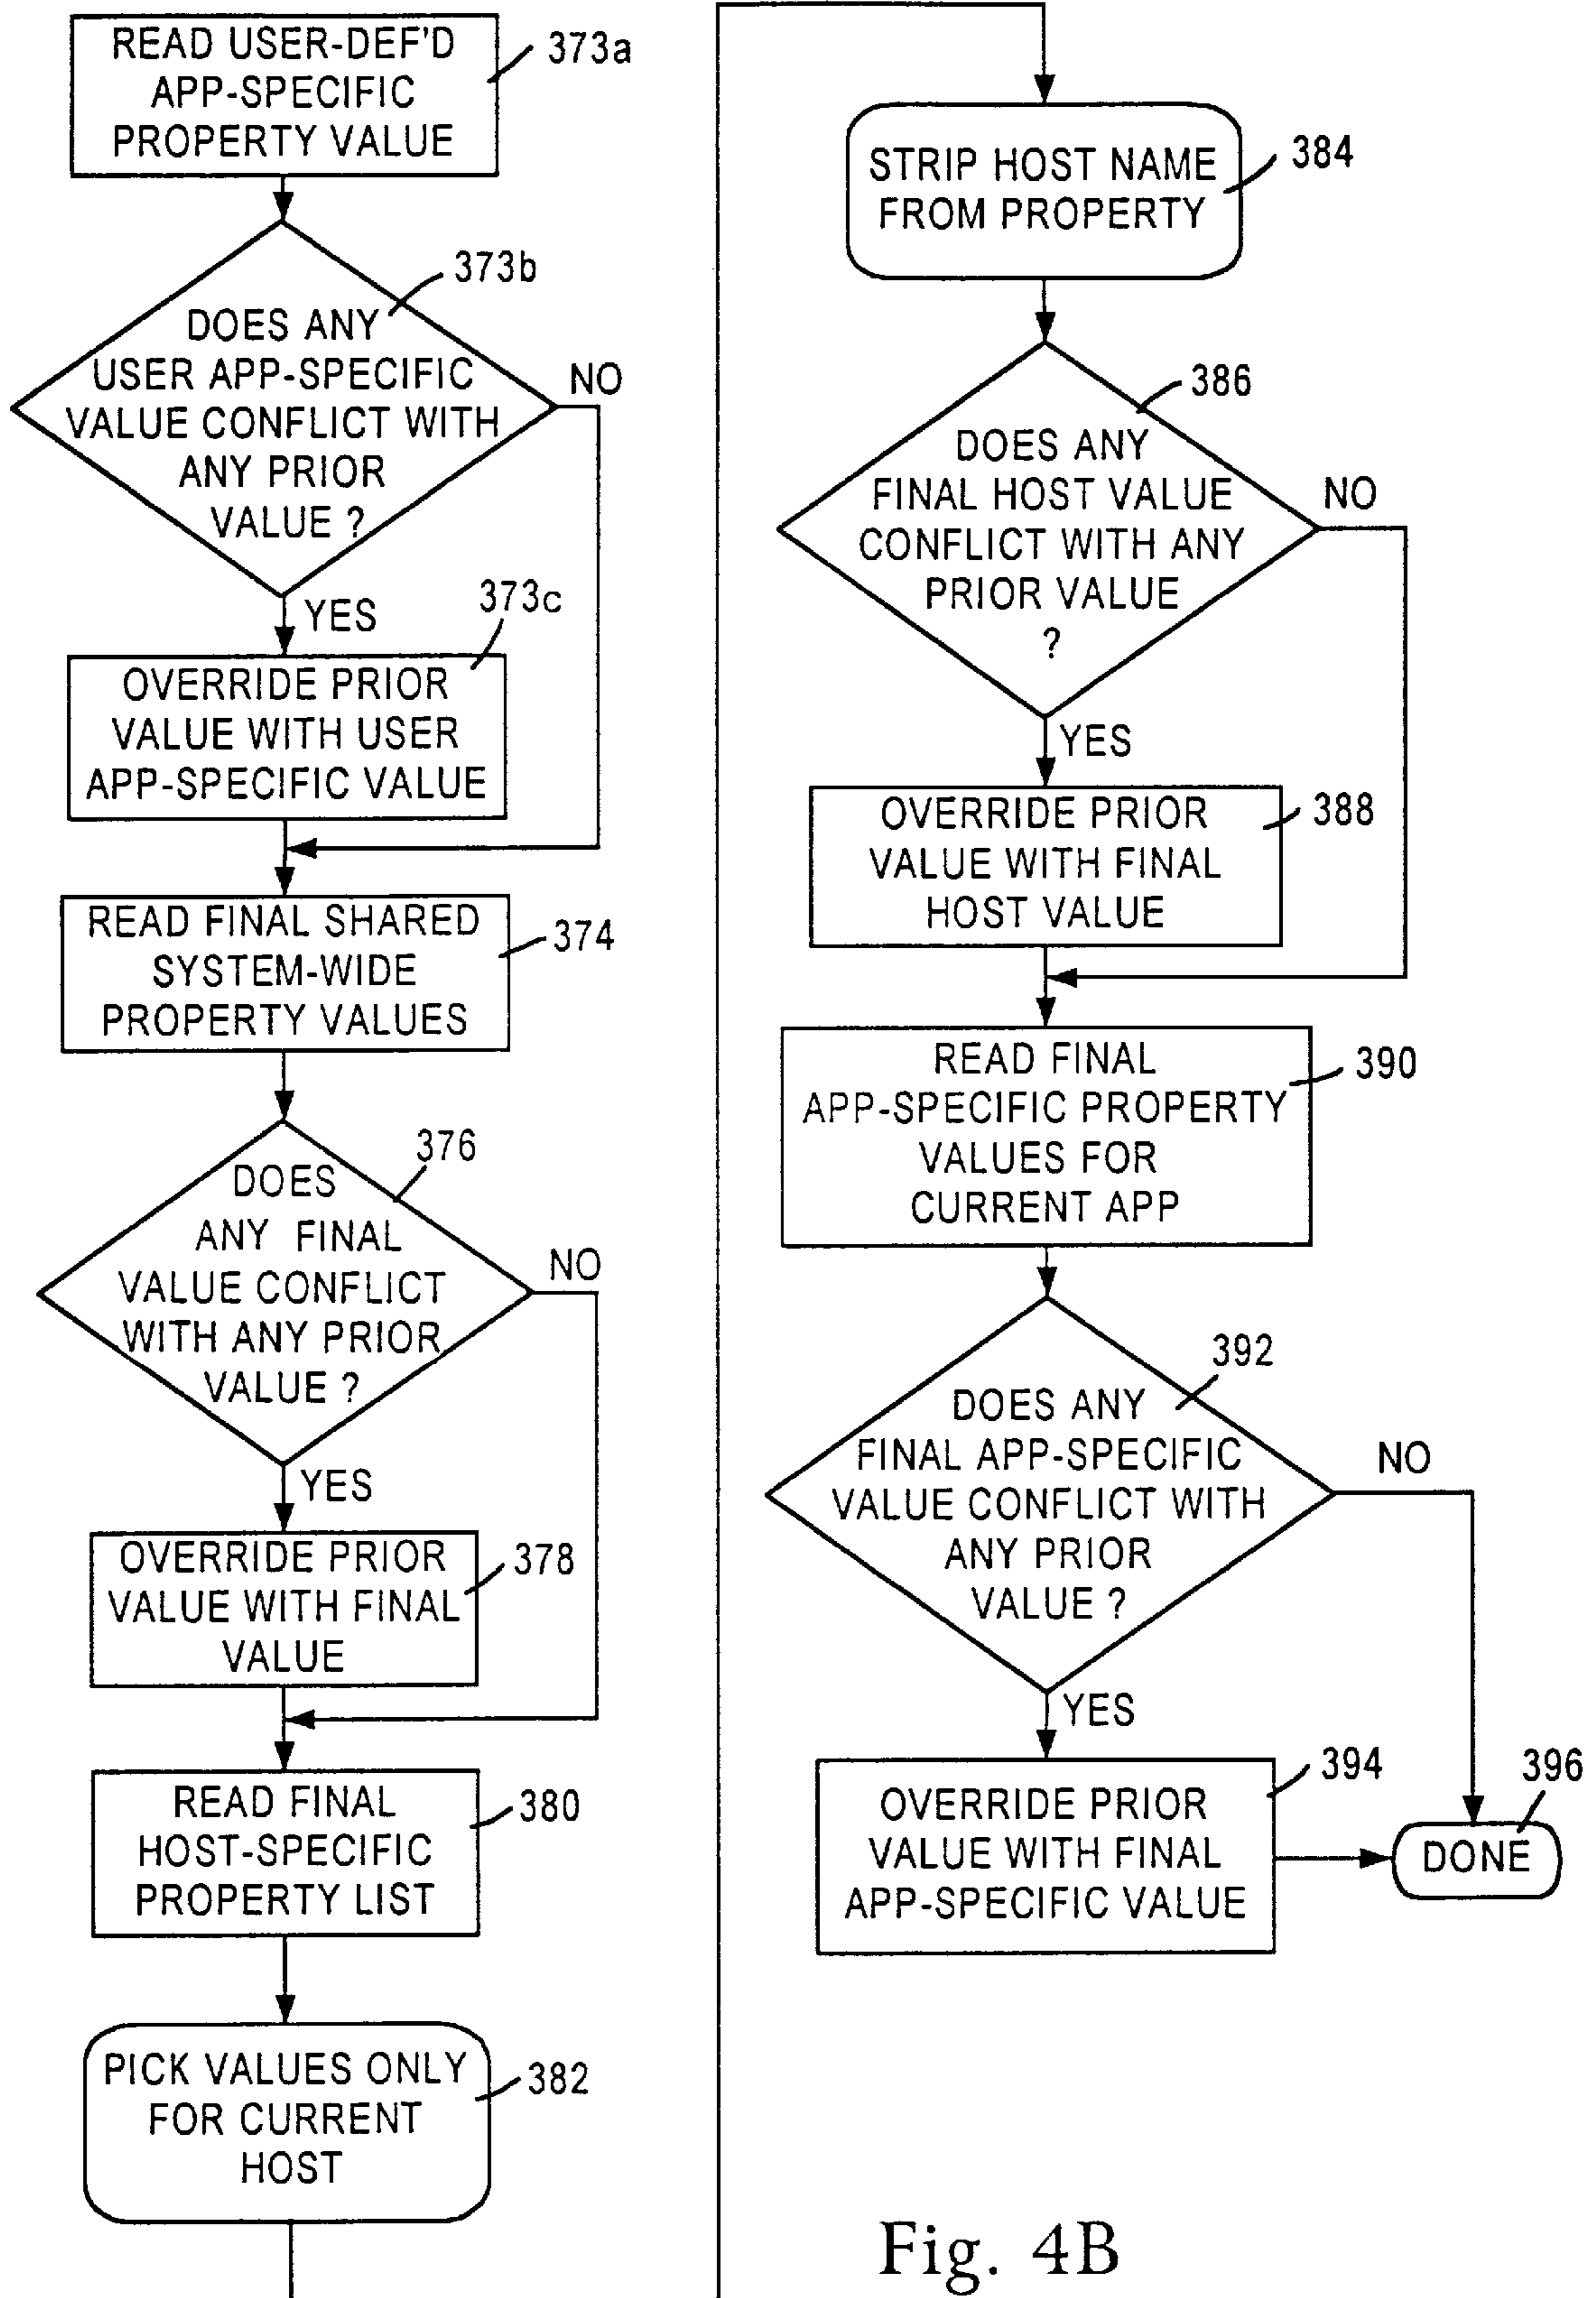 READ USER-DEF'D
APP-SPECIFIC
PROPERTY VALUE
373a
373b
DOES ANY
USER APP-SPECIFIC
VALUE CONFLICT WITH
ANY PRIOR
VALUE ?
NO
YES
373c
OVERRIDE PRIOR
VALUE WITH USER
APP-SPECIFIC VALUE
READ FINAL SHARED
SYSTEM-WIDE
PROPERTY VALUES
374
376
DOES
ANY FINAL
VALUE CONFLICT
WITH ANY PRIOR
VALUE ?
NO
YES
OVERRIDE PRIOR
VALUE WITH FINAL
VALUE
378
READ FINAL
HOST-SPECIFIC
PROPERTY LIST
380
PICK VALUES ONLY
FOR CURRENT
HOST
382
STRIP HOST NAME
FROM PROPERTY
384
386
DOES ANY
FINAL HOST VALUE
CONFLICT WITH ANY
PRIOR VALUE
?
NO
YES
OVERRIDE PRIOR
VALUE WITH FINAL
HOST VALUE
388
READ FINAL
APP-SPECIFIC PROPERTY
VALUES FOR
CURRENT APP
390
392
DOES ANY
FINAL APP-SPECIFIC
VALUE CONFLICT WITH
ANY PRIOR
VALUE ?
NO
YES
OVERRIDE PRIOR
VALUE WITH FINAL
APP-SPECIFIC VALUE
394
396
DONE
Fig. 4B